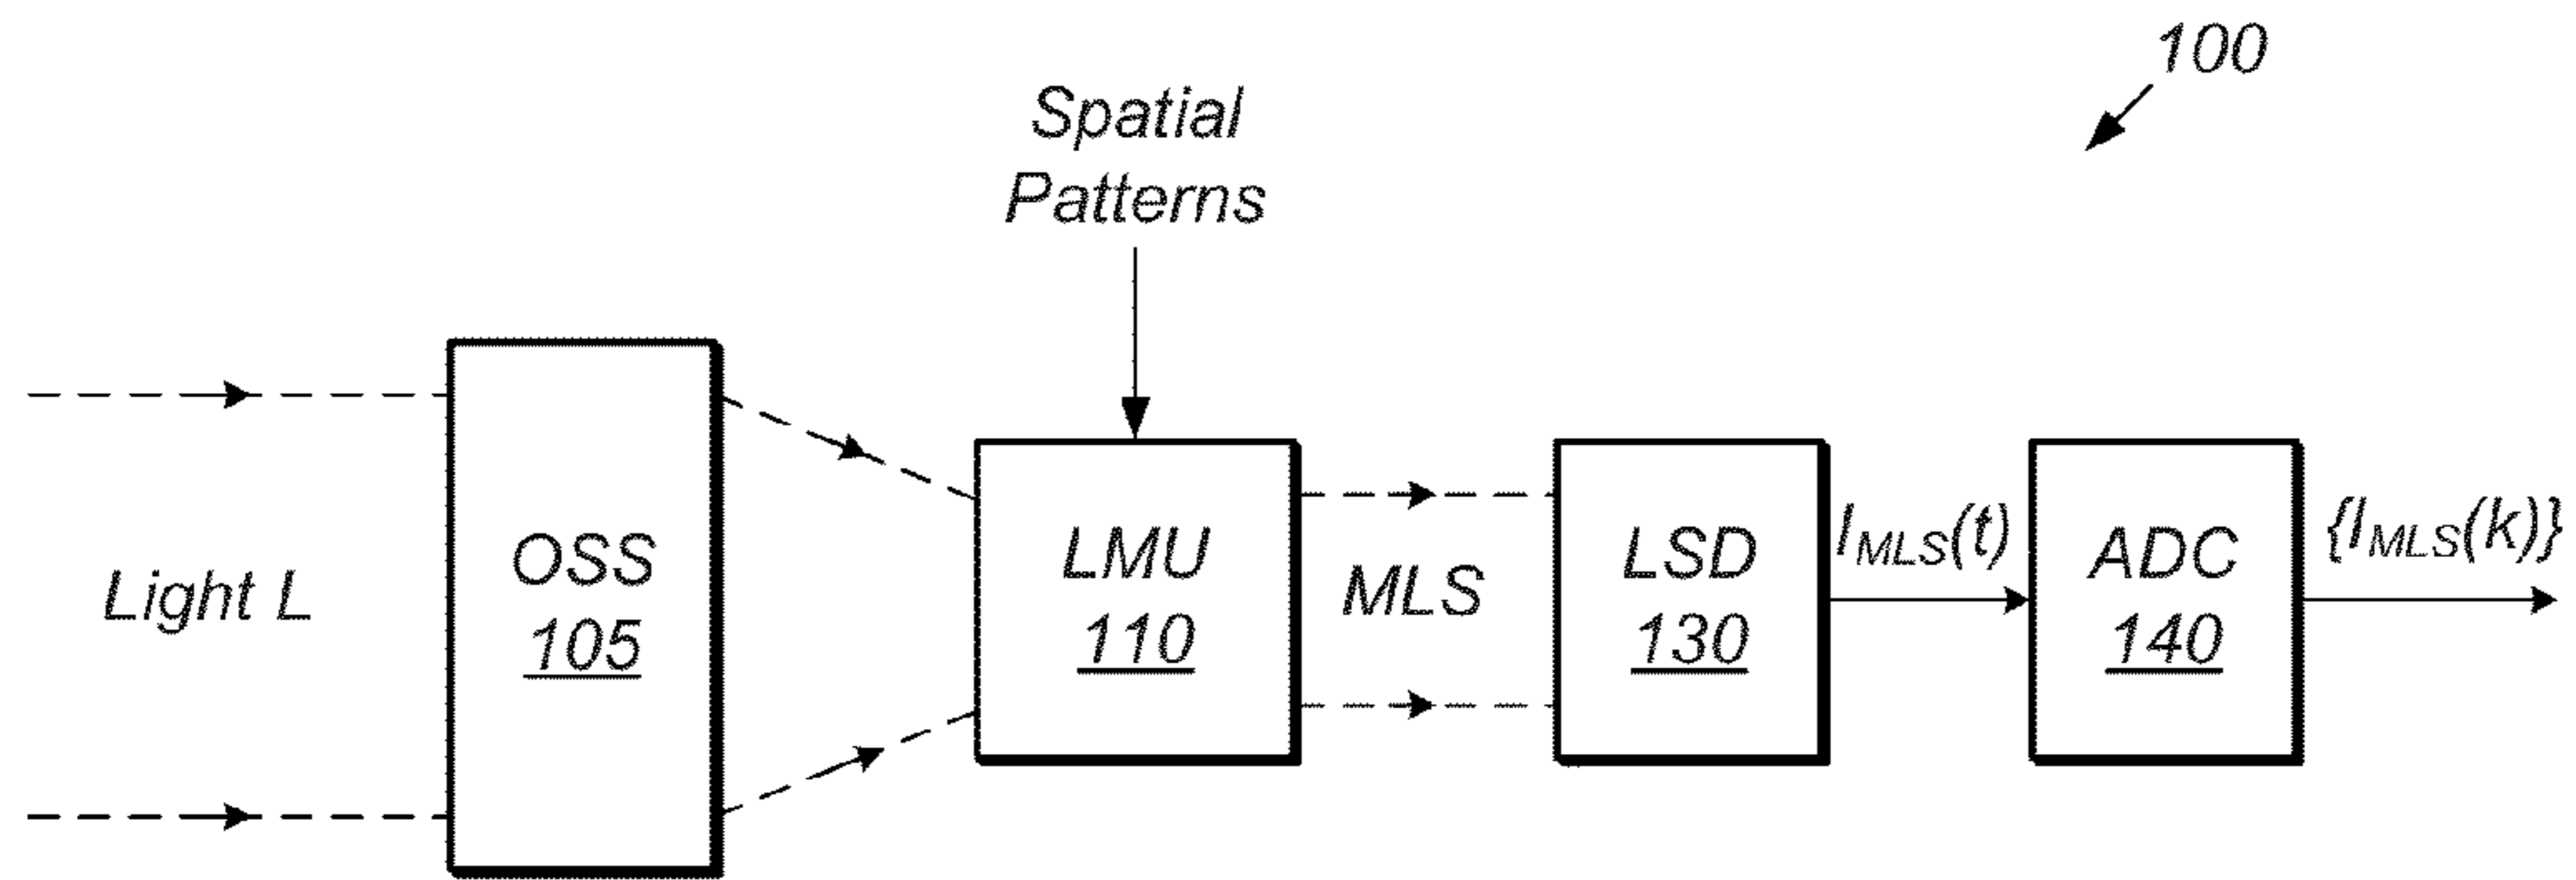 100
Spatial
Patterns
Light L
OSS
105
LMU
110
MLS
LSD
130
I_MLS(t)
ADC
140
{I_MLS(k)}